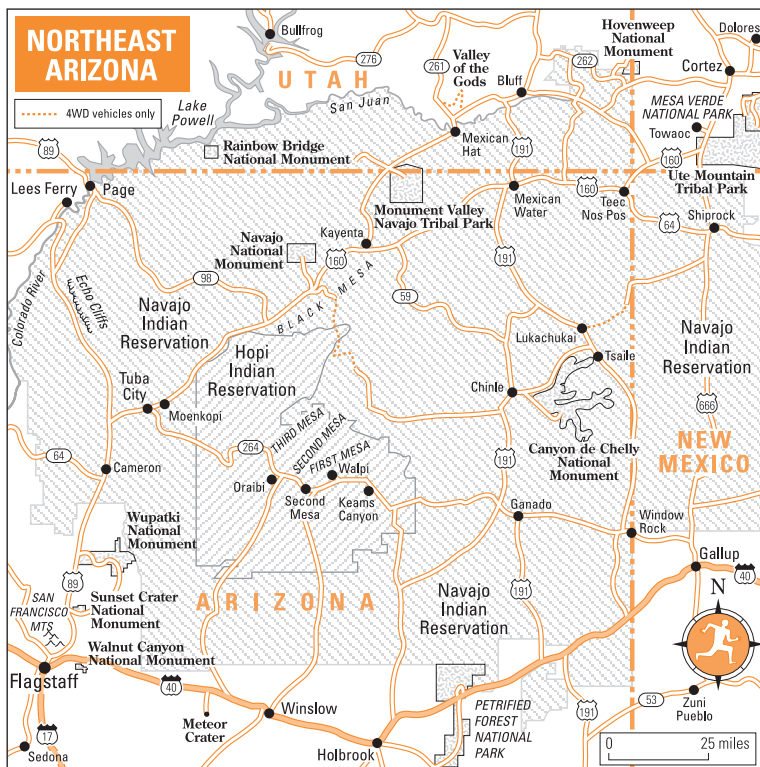 NORTHEAST
ARIZONA
4WD vehicles only
Bullfrog
276
UTAH
Lake
Powell
San Juan
261
Valley
of the
Gods
Bluff
262
Hovenweep
National
Monument
Dolores
Cortez
MESA VERDE
NATIONAL PARK
Towaoc
160
Ute Mountain
Tribal Park
89
Rainbow Bridge
National Monument
Mexican
Hat
191
Lees Ferry
Page
Monument Valley
Navajo Tribal Park
Mexican
Water
160
Teec
Nos Pos
64
Shiprock
Navajo
National
Monument
Kayenta
160
191
Colorado River
Echo Cliffs
98
BLACK MESA
59
Navajo
Indian
Reservation
Hopi
Indian
Reservation
Lukachukai
Tsaile
Navajo
Indian
Reservation
Tuba
City
Moenkopi
Chinle
666
264
THIRD MESA
SECOND MESA
FIRST MESA
Canyon de Chelly
National
Monument
NEW
MEXICO
64
Cameron
Oraibi
Walpi
Second
Mesa
Keams
Canyon
191
Ganado
Window
Rock
Wupatki
National
Monument
Gallup
40
89
SAN
FRANCISCO
MTS
Sunset Crater
National
Monument
ARIZONA
Navajo
Indian
Reservation
191
N
Walnut Canyon
National Monument
Flagstaff
40
Meteor
Crater
Winslow
PETRIFIED
FOREST
NATIONAL
PARK
191
53
Zuni
Pueblo
17
Sedona
Holbrook
0
25 miles